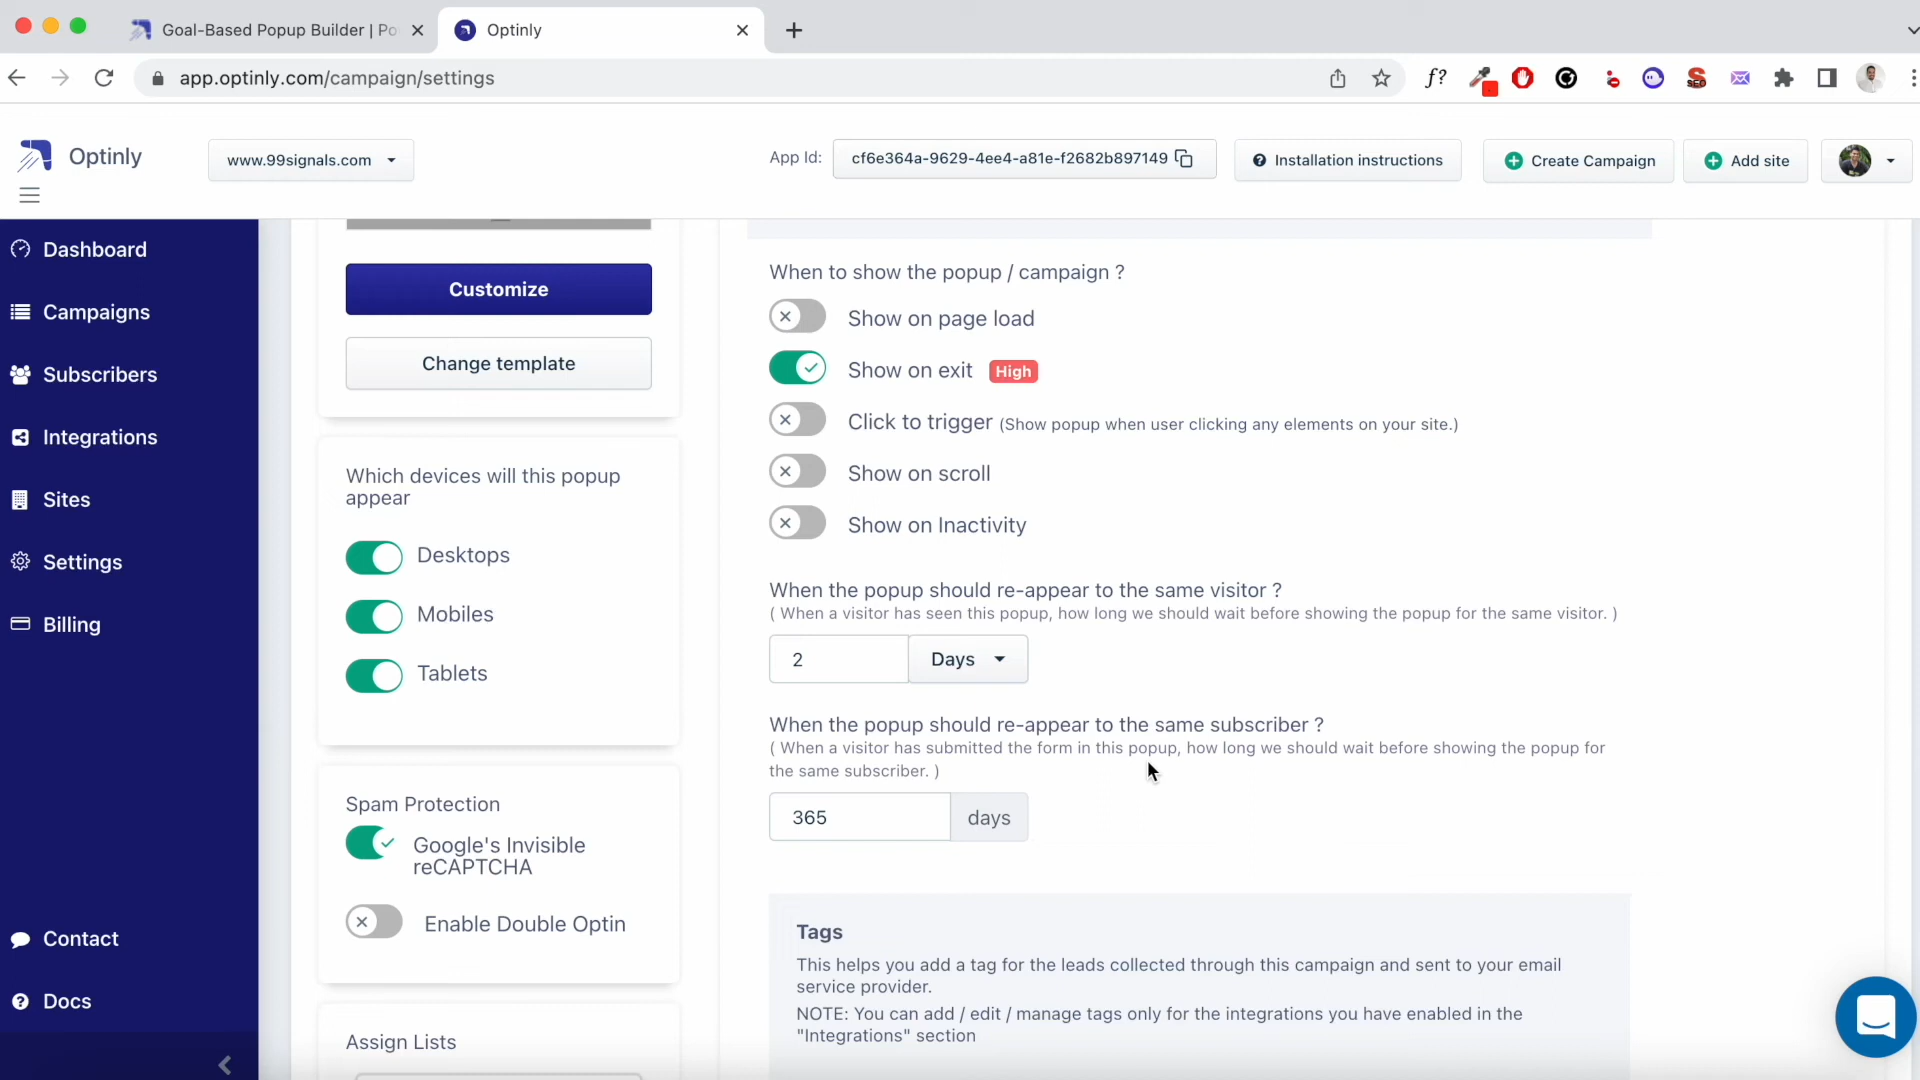 Goal-Based Popup Builder | Po
Optinly
app.optinly.com/campaign/settings
f?
SEO
Optinly
www.99signals.com
App Id:
cf6e364a-9629-4ee4-a81e-f2682b897149
Installation instructions
Create Campaign
Add site
Dashboard
Campaigns
Subscribers
Integrations
Sites
Settings
Billing
Contact
Docs
Customize
Change template
Which devices will this popup
appear
Desktops
Mobiles
Tablets
Spam Protection
Google's Invisible
reCAPTCHA
Enable Double Optin
Assign Lists
When to show the popup / campaign ?
Show on page load
Show on exit High
Click to trigger (Show popup when user clicking any elements on your site.)
Show on scroll
Show on Inactivity
When the popup should re-appear to the same visitor ?
( When a visitor has seen this popup, how long we should wait before showing the popup for the same visitor. )
2 Days
When the popup should re-appear to the same subscriber ?
( When a visitor has submitted the form in this popup, how long we should wait before showing the popup for
the same subscriber. )
365 days
Tags
This helps you add a tag for the leads collected through this campaign and sent to your email
service provider.
NOTE: You can add / edit / manage tags only for the integrations you have enabled in the
"Integrations" section